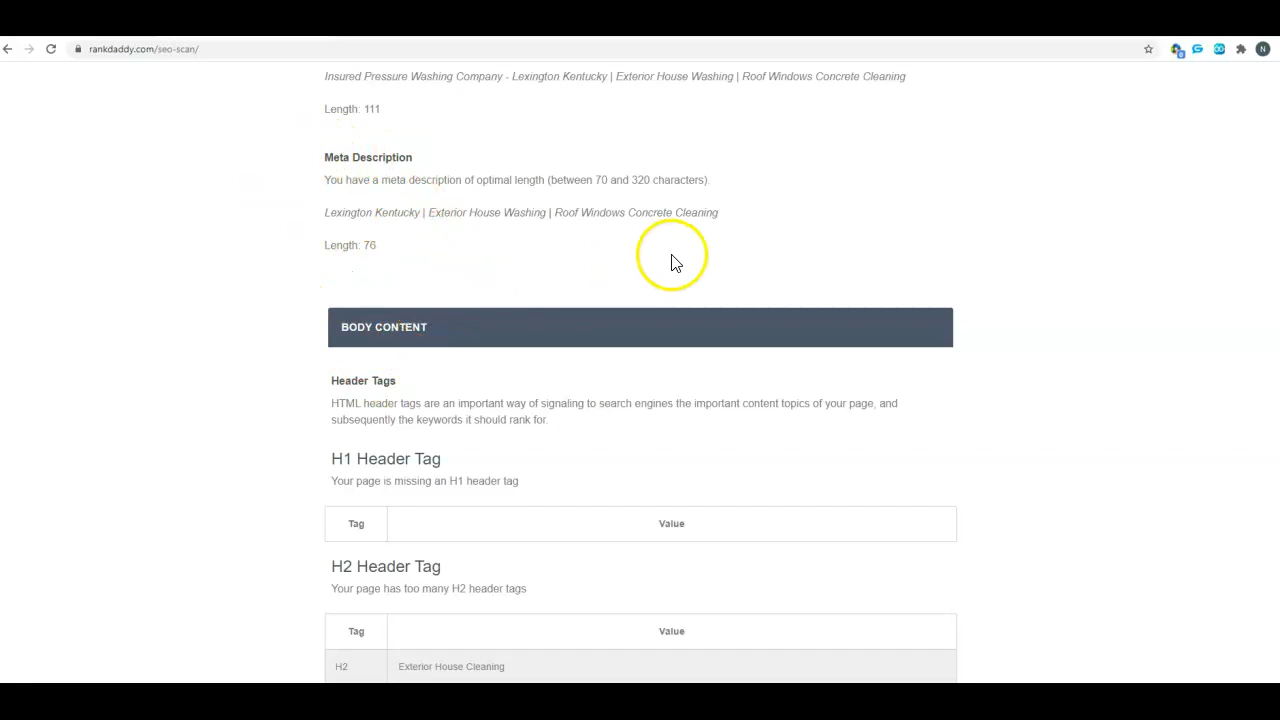 rankdaddy.com/seo-scan/
N
Insured Pressure Washing Company - Lexington Kentucky | Exterior House Washing | Roof Windows Concrete Cleaning
Length: 111
Meta Description
You have a meta description of optimal length (between 70 and 320 characters).
Lexington Kentucky | Exterior House Washing | Roof Windows Concrete Cleaning
Length: 76
BODY CONTENT
Header Tags
HTML header tags are an important way of signaling to search engines the important content topics of your page, and
subsequently the keywords it should rank for.
H1 Header Tag
Your page is missing an H1 header tag
Tag Value
H2 Header Tag
Your page has too many H2 header tags
Tag Value
H2 Exterior House Cleaning